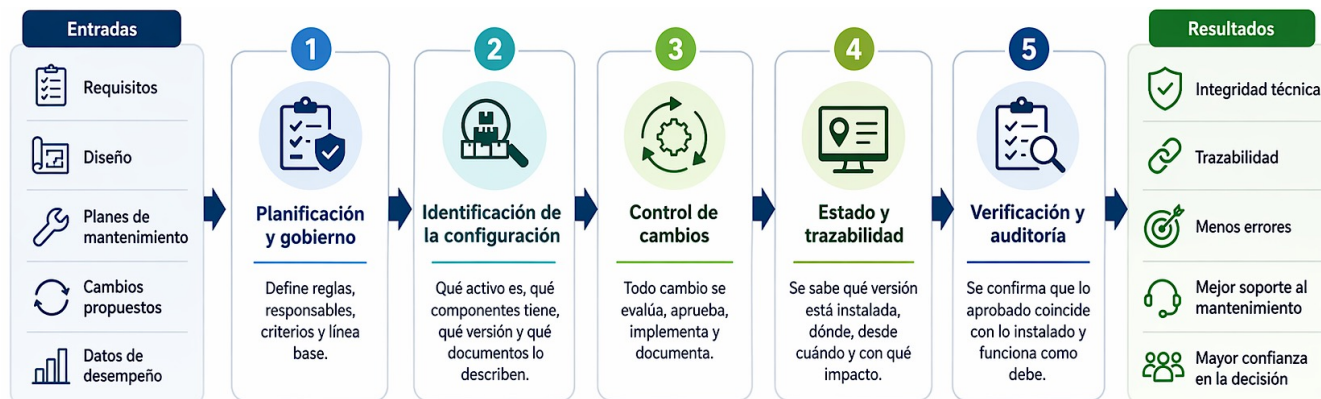 Entradas
Requisitos
Diseño
Planes de
mantenimiento
Cambios
propuestos
Datos de
desempeño
1
Planificación
y gobierno
Define reglas,
responsables,
criterios y línea
base.
2
Identificación de
la configuración
Qué activo es, qué
componentes tiene,
qué versión y qué
documentos lo
describen.
3
Control de
cambios
Todo cambio se
evalúa, aprueba,
implementa y
documenta.
4
Estado y
trazabilidad
Se sabe qué versión
está instalada,
dónde, desde
cuándo y con qué
impacto.
5
Verificación y
auditoría
Se confirma que lo
aprobado coincide
con lo instalado y
funciona como
debe.
Resultados
Integridad técnica
Trazabilidad
Menos errores
Mejor soporte al
mantenimiento
Mayor confianza
en la decisión